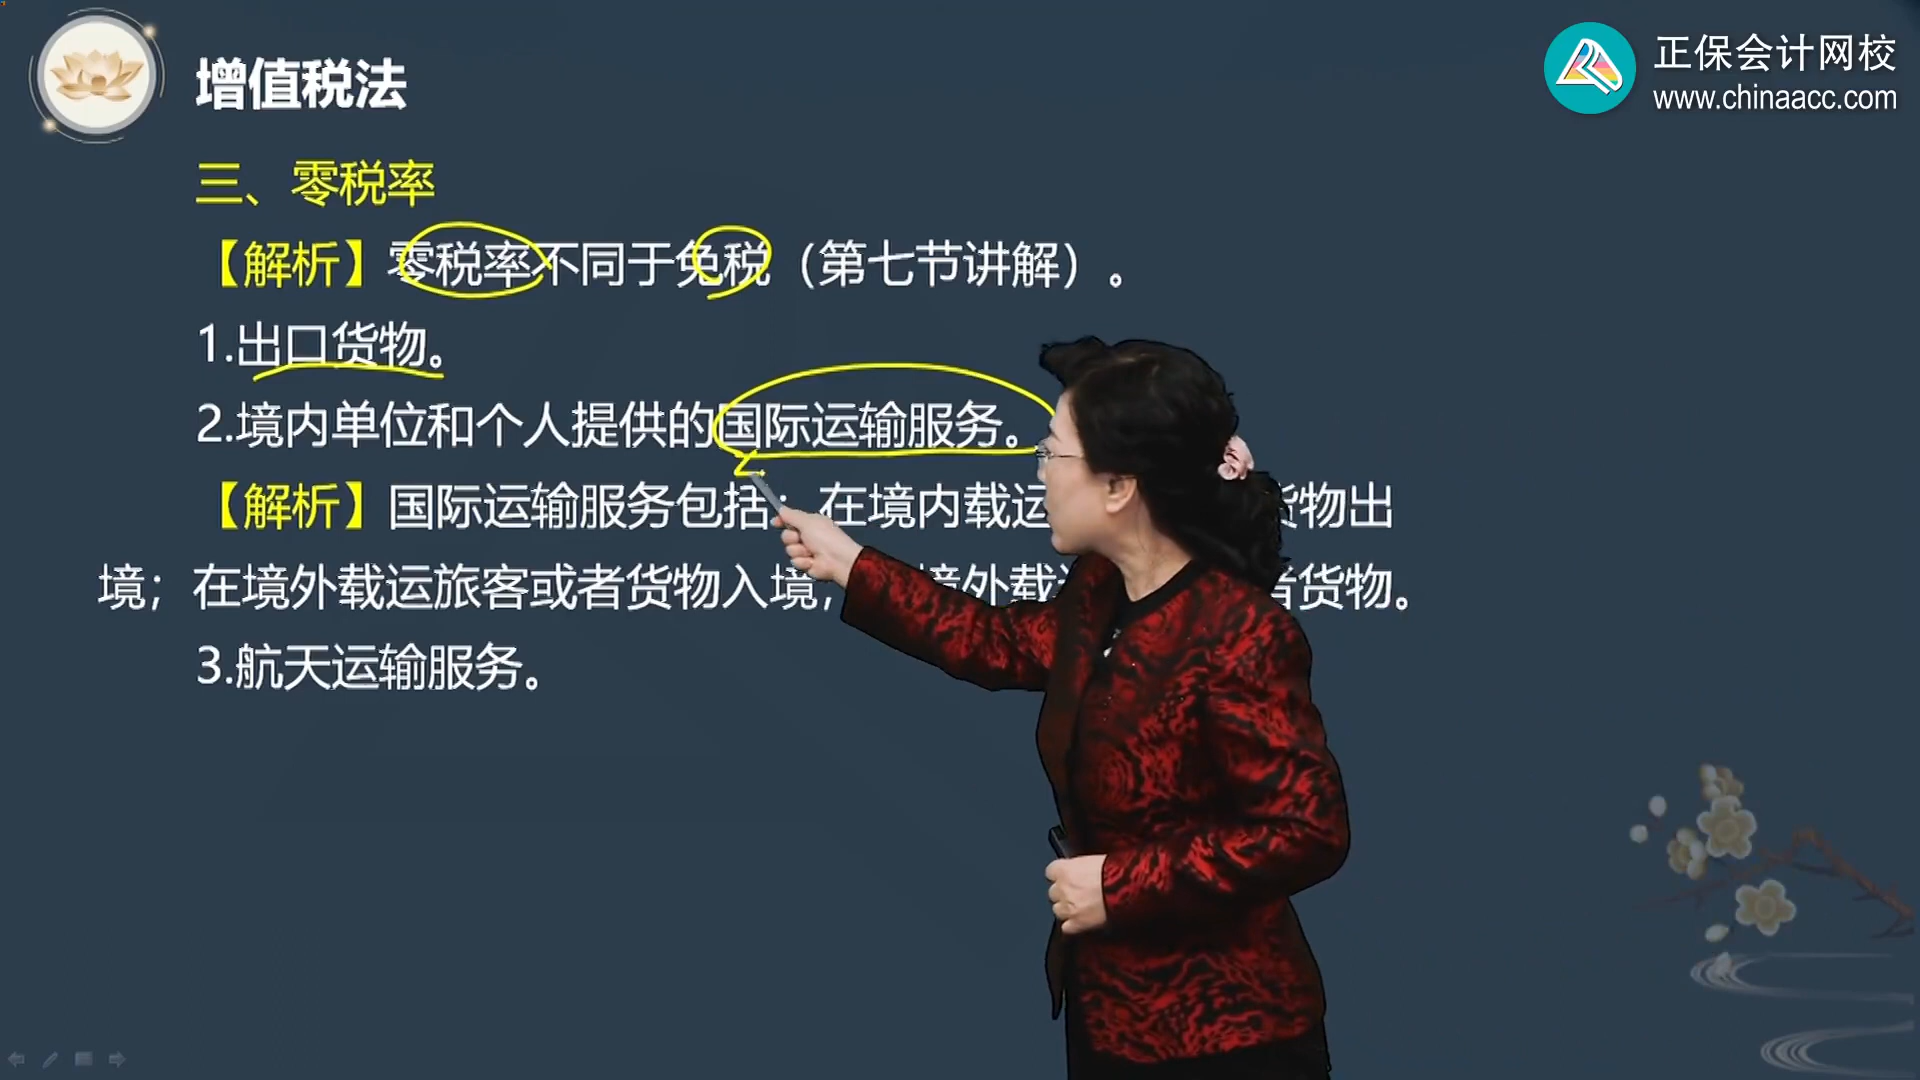 正保会计网校
www.chinaacc.com
增值税法
三、零税率
【解析】零税率不同于免税（第七节讲解）。
1.出口货物。
2.境内单位和个人提供的国际运输服务。
【解析】国际运输服务包括：在境内载运 货物出
境；在境外载运旅客或者货物入境； 境外载 者货物。
3.航天运输服务。